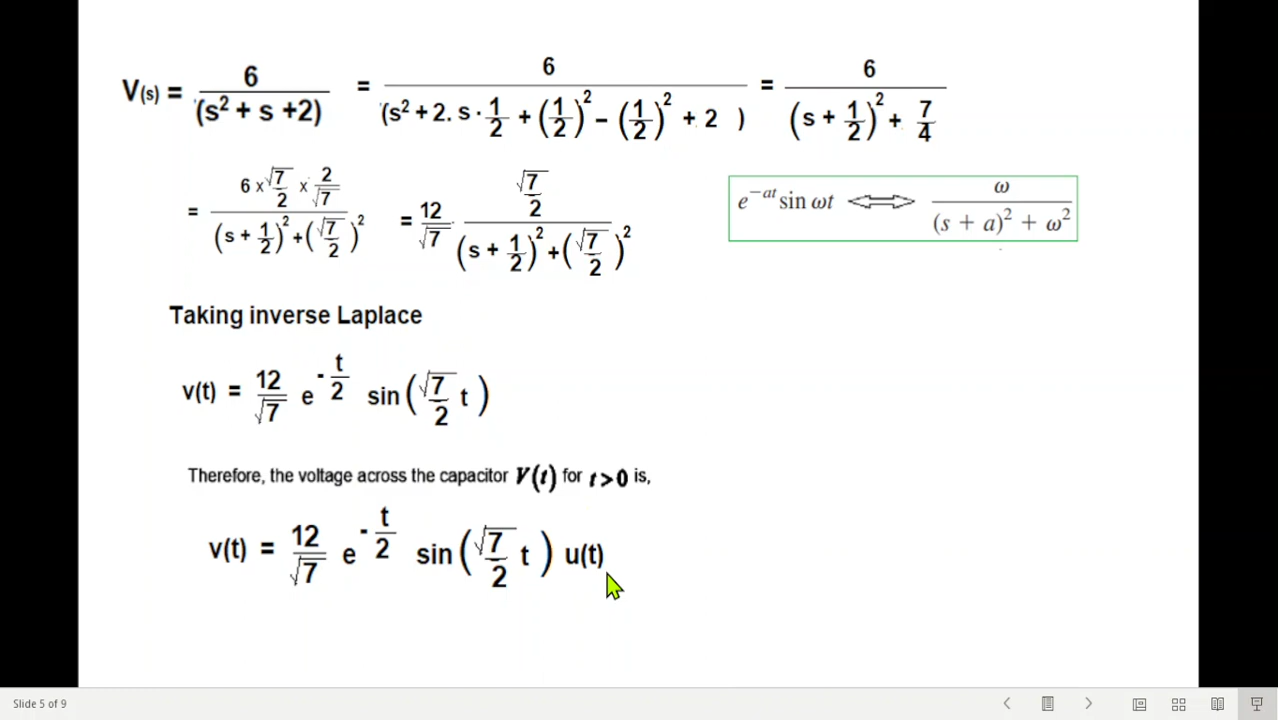 V(s) = 6 / (s² + s +2) = 6 / (s² + 2. s · 1/2 + (1/2)² – (1/2)² + 2 ) = 6 / (s + 1/2)² + 7/4
= 6 x √7/2 x 2/√7 / (s + 1/2)² + (√7/2)² = 12/√7 · √7/2 / (s + 1/2)² + (√7/2)²
e^–at sin ωt ⟺ ω / (s + a)² + ω²
Taking inverse Laplace
v(t) = 12/√7 e^-t/2 sin(√7/2 t )
Therefore, the voltage across the capacitor V(t) for t>0 is,
v(t) = 12/√7 e^-t/2 sin(√7/2 t ) u(t)
Slide 5 of 9